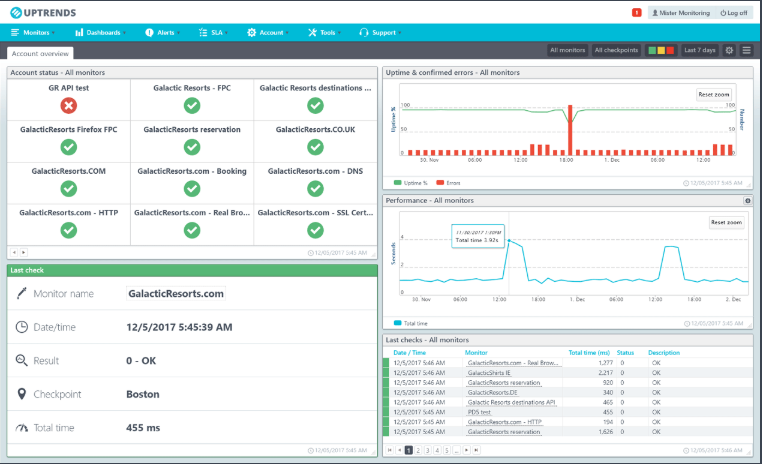 UPTRENDS
! Mister Monitoring Log off
Monitors Dashboards Alerts SLA Account Tools Support
Account overview
All monitors All checkpoints Last 7 days
Account status - All monitors
GR API test Galactic Resorts - FPC Galactic Resorts destinations ...
GalacticResorts Firefox FPC GalacticResorts reservation GalacticResorts.CO.UK
GalacticResorts.COM GalacticResorts.com - Booking GalacticResorts.com - DNS
GalacticResorts.com - HTTP GalacticResorts.com - Real Bro... GalacticResorts.com - SSL Cert...
12/05/2017 5:45 AM
Last check
Monitor name GalacticResorts.com
Date/time 12/5/2017 5:45:39 AM
Result 0 - OK
Checkpoint Boston
Total time 455 ms
12/05/2017 5:45 AM
Uptime & confirmed errors - All monitors
Reset zoom
Uptime %
100 100
50 50
0 0
Number
30. Nov 06:00 12:00 18:00 1. Dec 06:00 12:00
Uptime % Errors
12/05/2017 5:45 AM
Performance - All monitors
Reset zoom
11/30/2017 1:30PM
Total time 3.92s
Seconds
4
2
0
30. Nov 06:00 12:00 18:00 1. Dec 06:00 12:00 18:00 2. Dec
Total time
12/05/2017 5:45 AM
Last checks - All monitors
Date / Time Monitor Total time (ms) Status Description
12/5/2017 5:46 AM GalacticResorts.com - Real Brow... 1,277 0 OK
12/5/2017 5:46 AM GalacticShirts IE 2,217 0 OK
12/5/2017 5:46 AM GalacticResorts reservation 920 0 OK
12/5/2017 5:46 AM GalacticResorts.DE 340 0 OK
12/5/2017 5:46 AM Galactic Resorts destinations API 465 0 OK
12/5/2017 5:45 AM PDS test 455 0 OK
12/5/2017 5:45 AM GalacticResorts.com - HTTP 194 0 OK
12/5/2017 5:45 AM GalacticResorts reservation 1,626 0 OK
1 2 3 4 5 ...
12/05/2017 5:46 AM